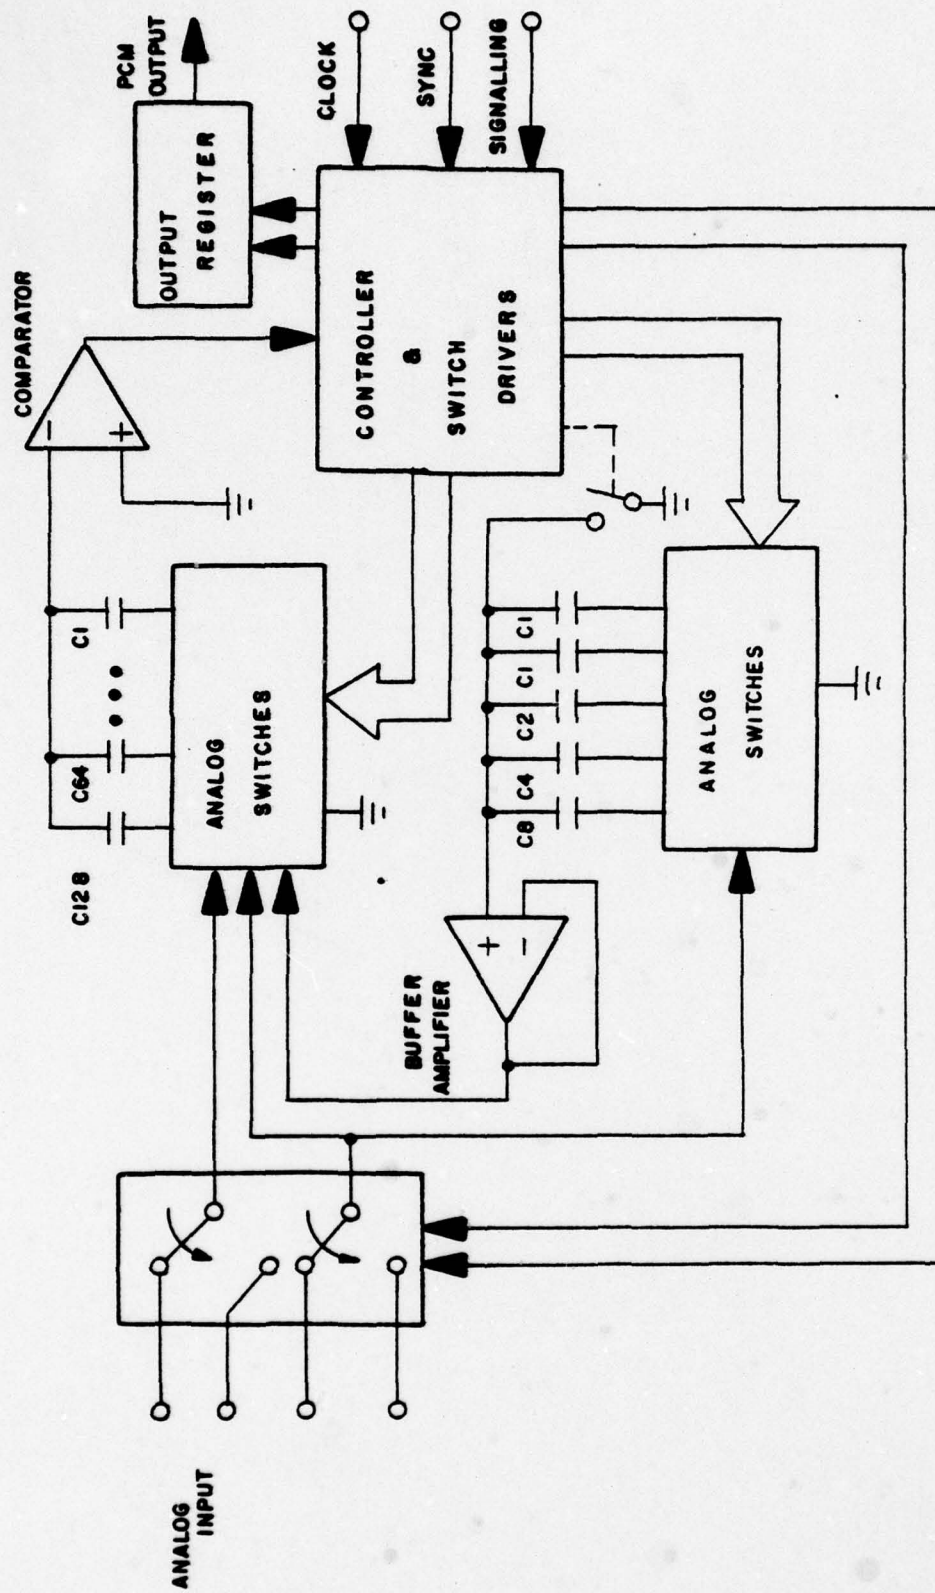 ANALOG
INPUT
C128
C64
C1
COMPARATOR
-
+
ANALOG
SWITCHES
OUTPUT
REGISTER
PCM
OUTPUT
CONTROLLER
&
SWITCH
DRIVERS
CLOCK
SYNC
SIGNALLING
BUFFER
AMPLIFIER
+
-
C8
C4
C2
C1
C1
ANALOG
SWITCHES